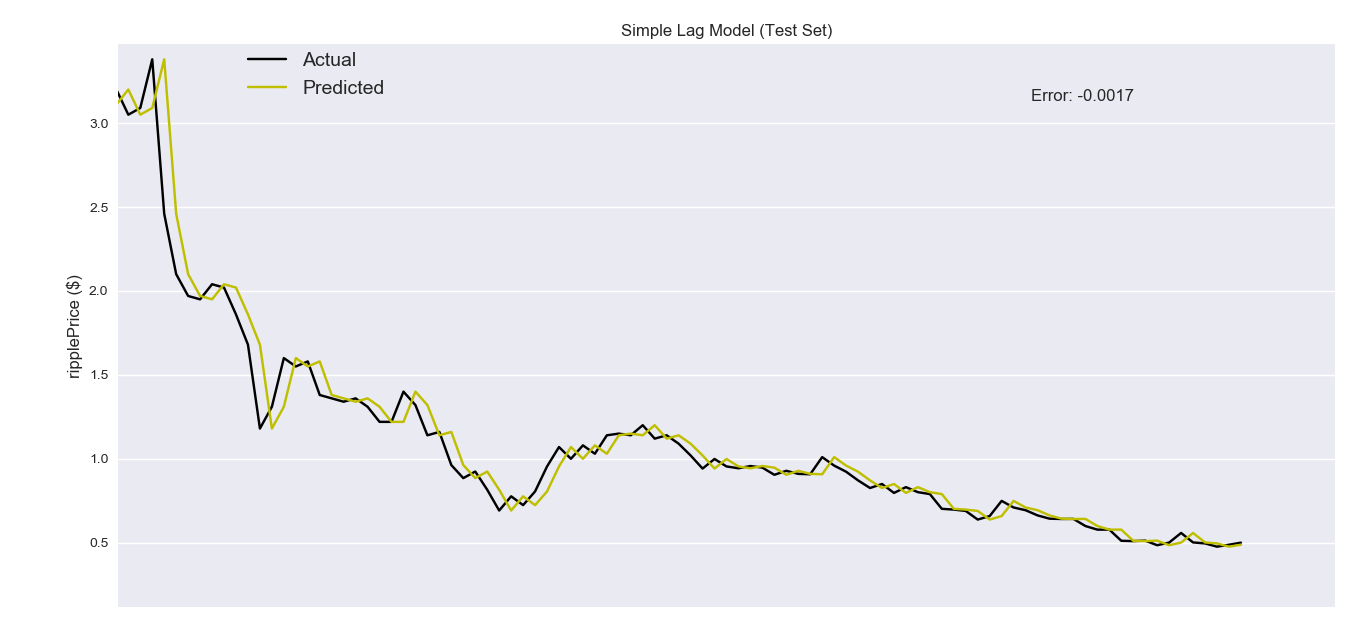 Simple Lag Model (Test Set)
Actual
Predicted
Error: -0.0017
3.0
2.5
2.0
1.5
1.0
0.5
ripplePrice ($)